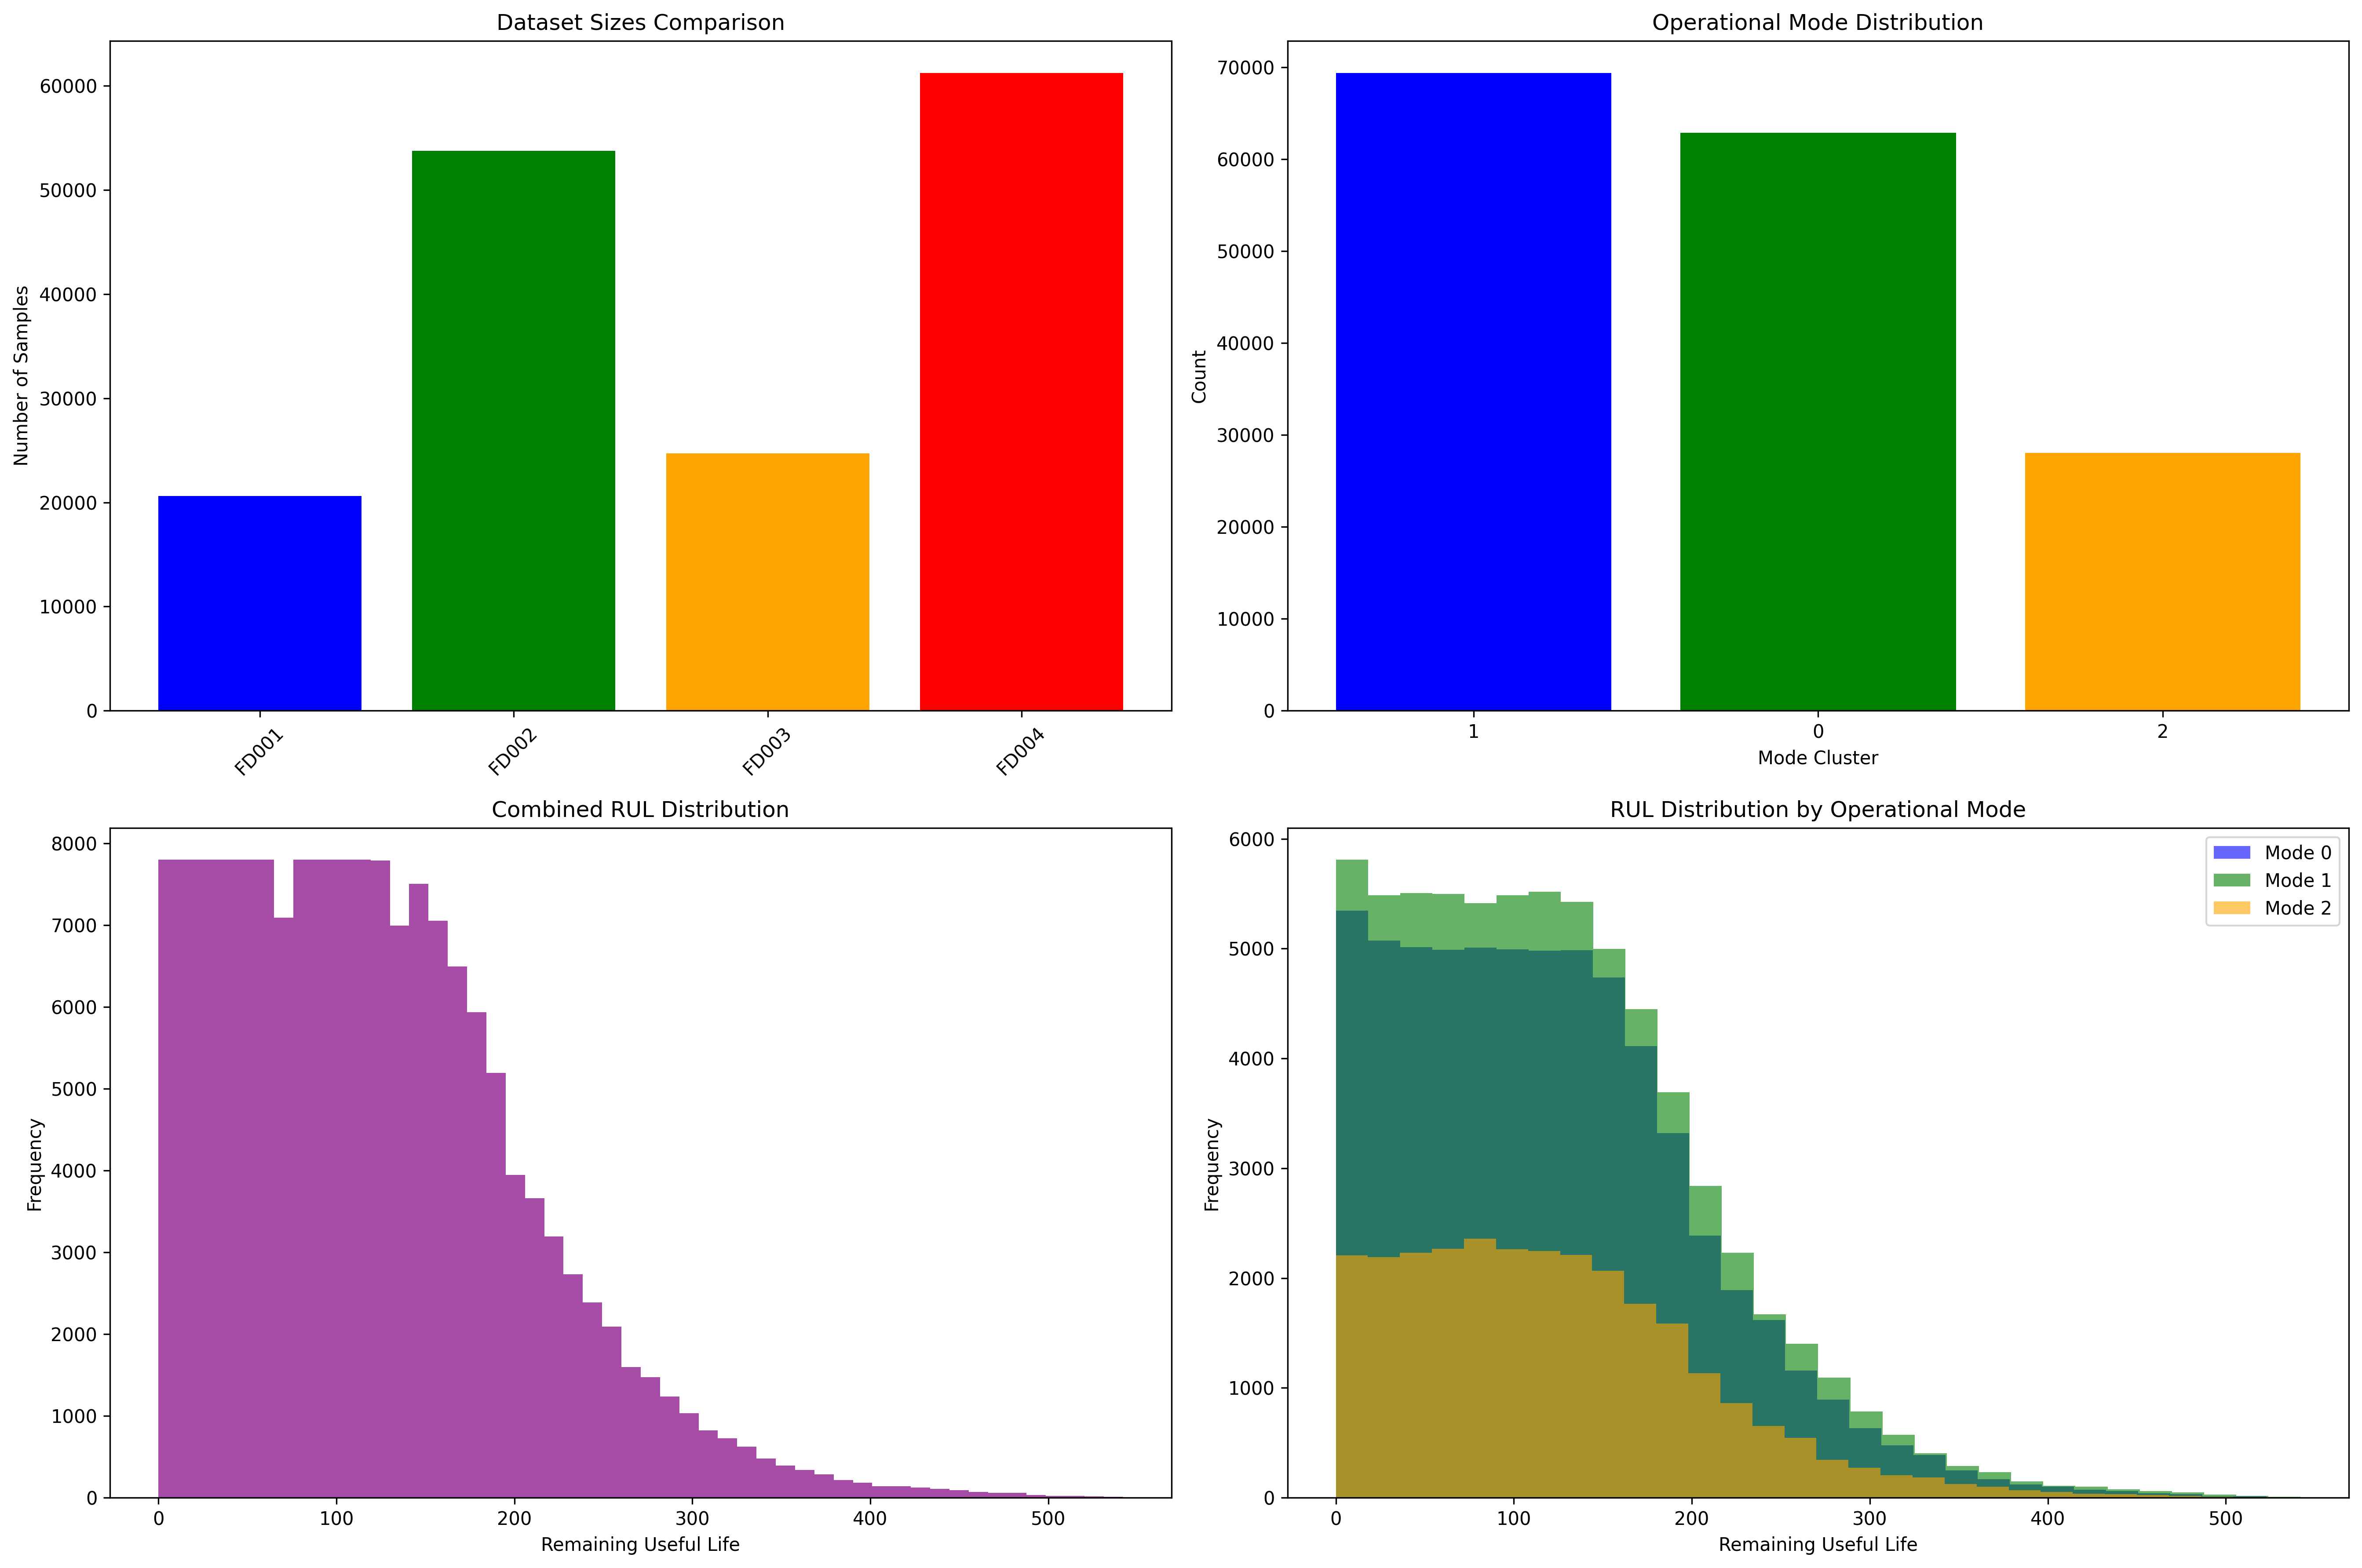 Dataset Sizes Comparison
Number of Samples
60000
50000
40000
30000
20000
10000
0
FD001
FD002
FD003
FD004
Operational Mode Distribution
Count
70000
60000
50000
40000
30000
20000
10000
0
1
0
2
Mode Cluster
Combined RUL Distribution
Frequency
8000
7000
6000
5000
4000
3000
2000
1000
0
0
100
200
300
400
500
Remaining Useful Life
RUL Distribution by Operational Mode
Frequency
6000
5000
4000
3000
2000
1000
0
Mode 0
Mode 1
Mode 2
0
100
200
300
400
500
Remaining Useful Life